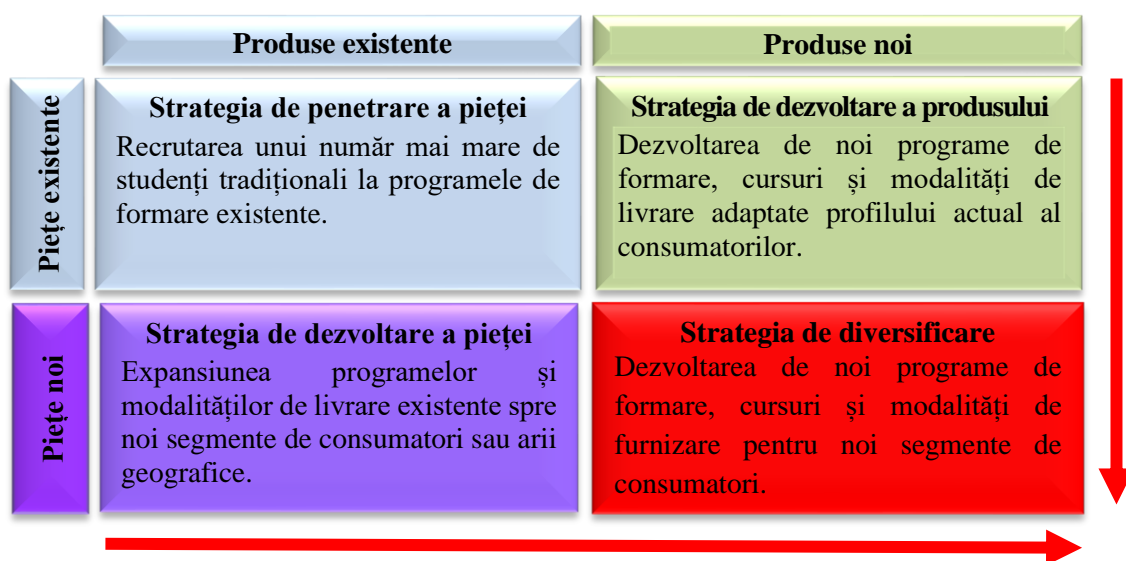 Produse existente
Produse noi
Piețe existente
Strategia de penetrare a pieței
Recrutarea unui număr mai mare de
studenți tradiționali la programele de
formare existente.
Strategia de dezvoltare a produsului
Dezvoltarea de noi programe de
formare, cursuri și modalități de
livrare adaptate profilului actual al
consumatorilor.
Piețe noi
Strategia de dezvoltare a pieței
Expansiunea programelor și
modalităților de livrare existente spre
noi segmente de consumatori sau arii
geografice.
Strategia de diversificare
Dezvoltarea de noi programe de
formare, cursuri și modalități de
furnizare pentru noi segmente de
consumatori.